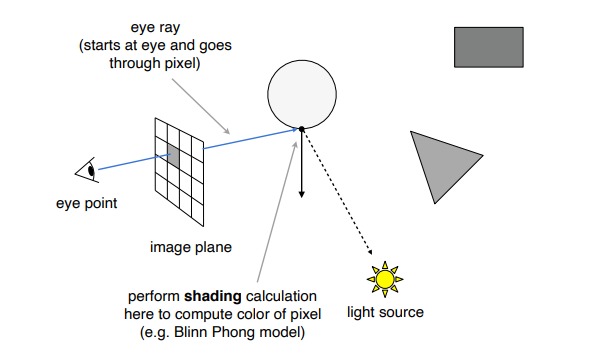 eye ray
(starts at eye and goes
through pixel)
eye point
image plane
perform shading calculation
here to compute color of pixel
(e.g. Blinn Phong model)
light source